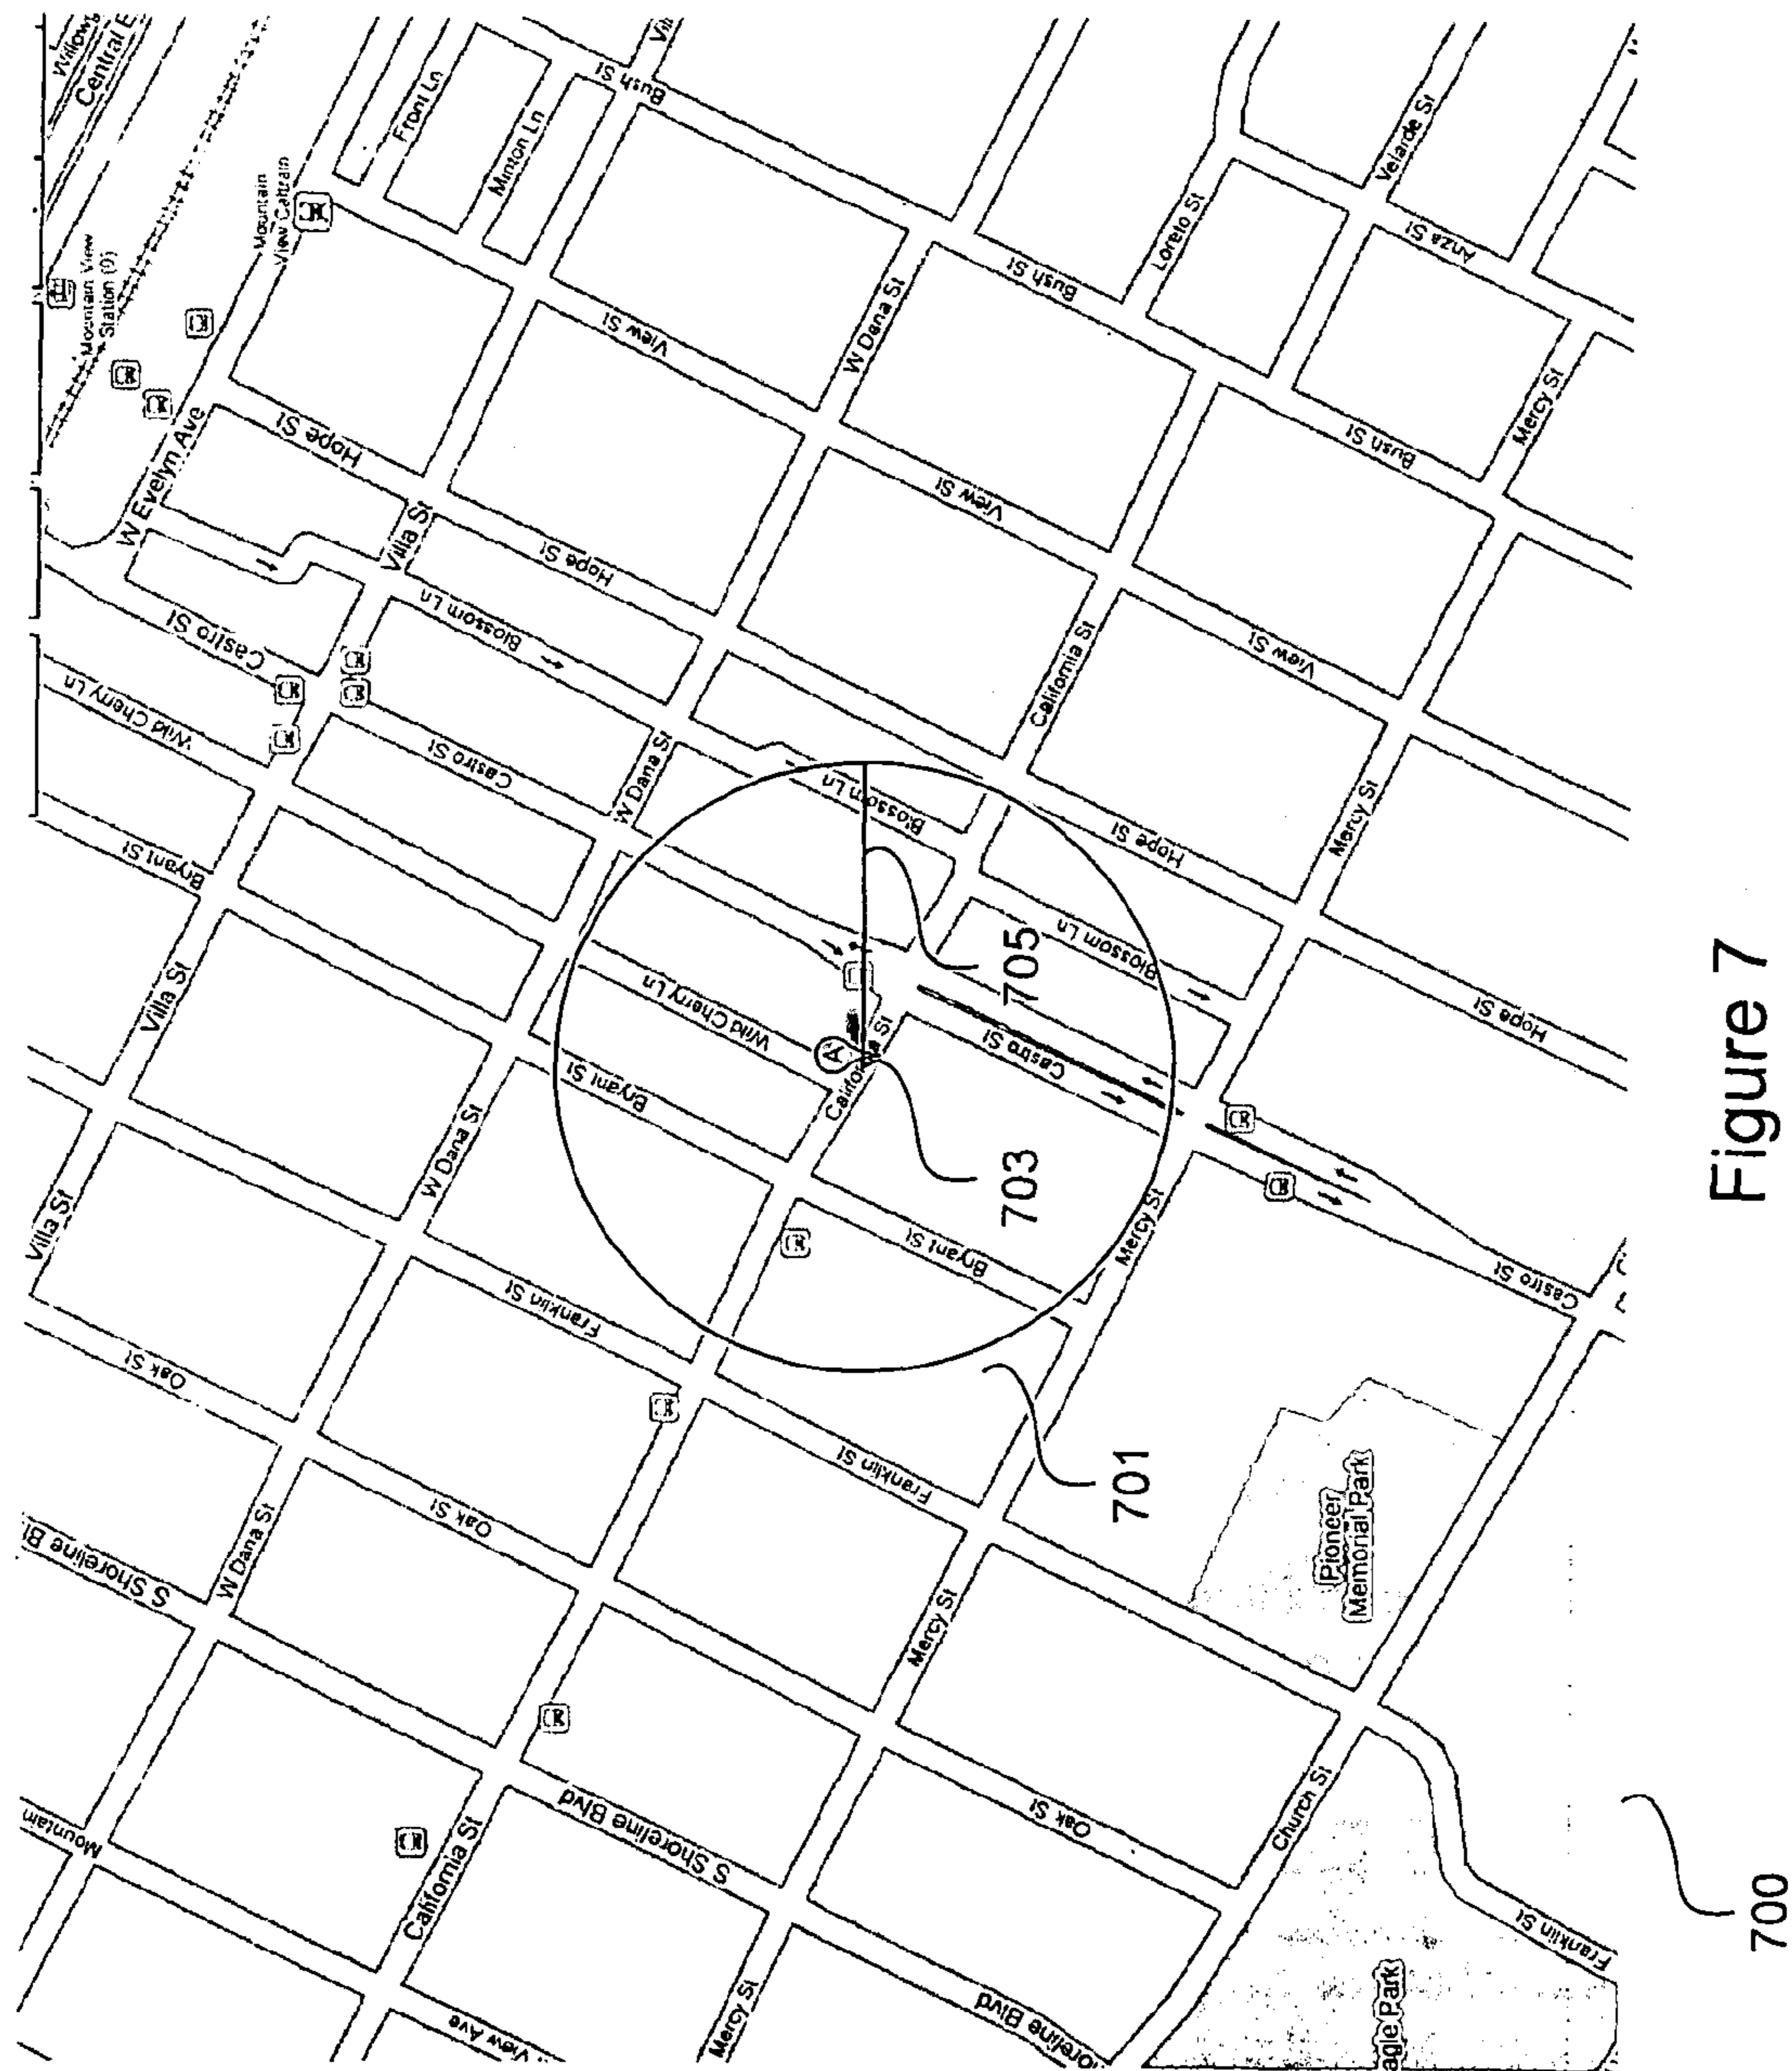 Willow
Central E
Mountain View
Station (0)
Mountain
View Caltrain
Front Ln
Minton Ln
Bush St
Vill
W Evelyn Ave
Hope St
View St
Villa St
Hope St
W Dana St
Bush St
Loreto St
Velarde St
Anza St
Castro St
Blossom Ln
View St
Bush St
Mercy St
Wild Cherry Ln
Castro St
W Dana St
California St
View St
Bryant St
Blossom Ln
Hope St
Mercy St
Villa St
Wild Cherry Ln
A
California St
Castro St
Blossom Ln
Hope St
705
703
Bryant St
W Dana St
Villa St
Franklin St
Bryant St
Mercy St
Castro St
701
Oak St
Oak St
Franklin St
Pioneer
Memorial Park
S Shoreline Bl
W Dana St
Mercy St
Mountain
California St
S Shoreline Blvd
Oak St
Church St
View Ave
Mercy St
oreline Blvd
agle Park
Franklin St
700
Figure 7